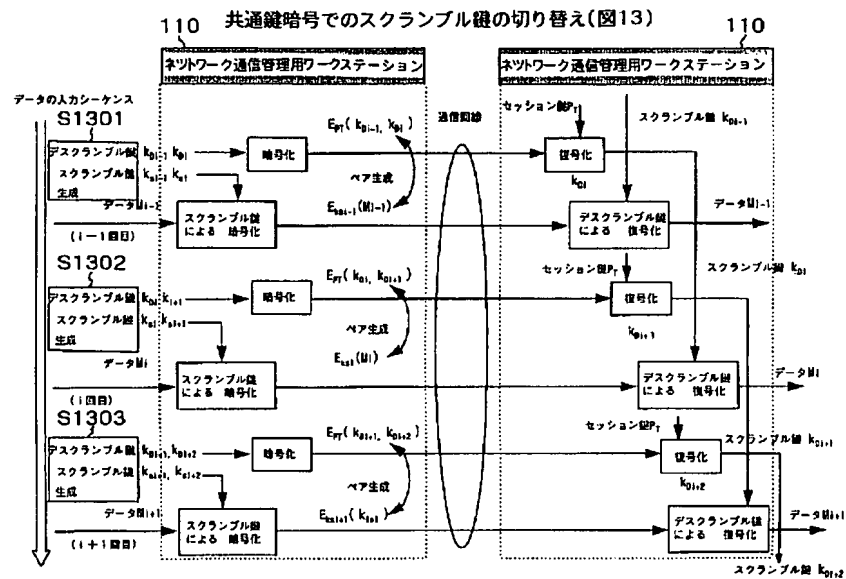 共通鍵暗号でのスクランブル鍵の切り替え(図13)
110
110
ネットワーク通信管理用ワークステーション
ネットワーク通信管理用ワークステーション
データの入力シーケンス
S1301
デスクランブル鍵 kDi-1 kDi
スクランブル鍵 ksi-1 ksi
生成
暗号化
EPT( kDi-1, kDi)
通信回線
セッション鍵PT
スクランブル鍵 kDi-1
復号化
kDi
ペア生成
データMi-1
(i-1回目)
スクランブル鍵
による 暗号化
Eksi-1(Mi-1)
デスクランブル鍵
による 復号化
データMi-1
S1302
デスクランブル鍵 kDi ki+1
スクランブル鍵 ksi ksi+1
生成
暗号化
EPT( kDi, kDi+1)
セッション鍵PT
スクランブル鍵 kDi
復号化
kDi+1
ペア生成
データMi
(i回目)
スクランブル鍵
による 暗号化
Eksi(Mi)
デスクランブル鍵
による 復号化
データMi
S1303
デスクランブル鍵 kDi+1, kDi+2
スクランブル鍵 ksi+1, ksi+2
生成
暗号化
EPT( kDi+1, kDi+2)
セッション鍵PT
スクランブル鍵 kDi+1
復号化
kDi+2
ペア生成
データMi+1
(i+1回目)
スクランブル鍵
による 暗号化
Eksi+1( ki+1)
デスクランブル鍵
による 復号化
データMi+1
スクランブル鍵 kDi+2